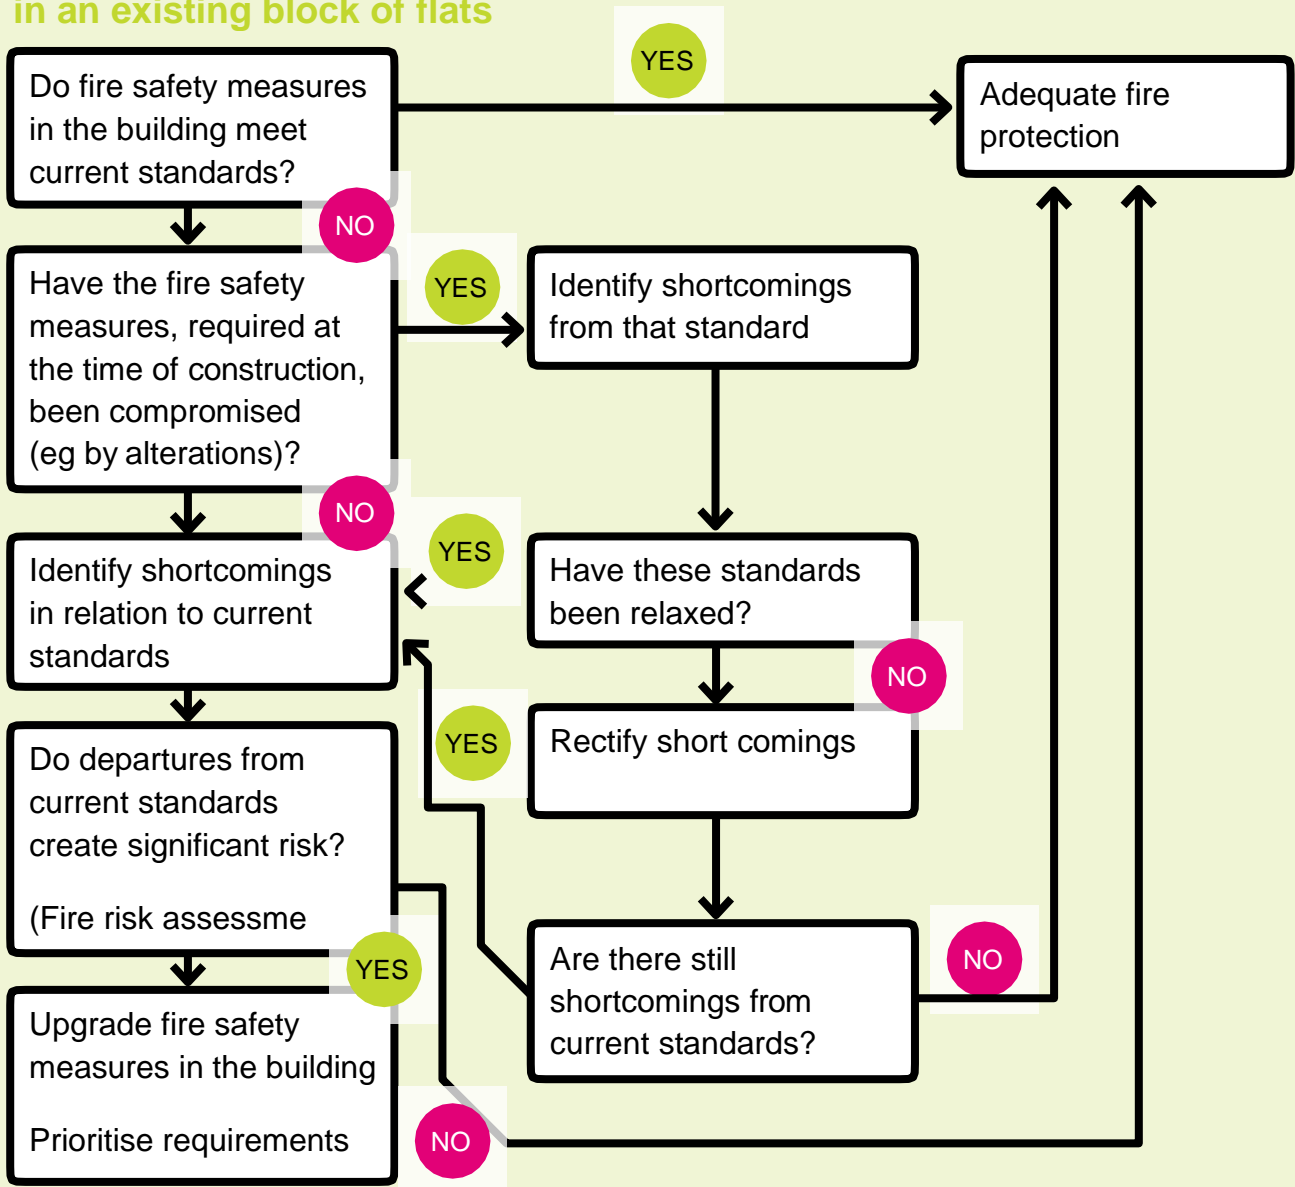 in an existing block of flats
YES
Do fire safety measures
in the building meet
current standards?
Adequate fire
protection
NO
Have the fire safety
measures, required at
the time of construction,
been compromised
(eg by alterations)?
YES
Identify shortcomings
from that standard
NO
Identify shortcomings
in relation to current
standards
YES
Have these standards
been relaxed?
NO
Do departures from
current standards
create significant risk?
(Fire risk assessme
YES
Rectify short comings
YES
Upgrade fire safety
measures in the building
Prioritise requirements
Are there still
shortcomings from
current standards?
NO
NO